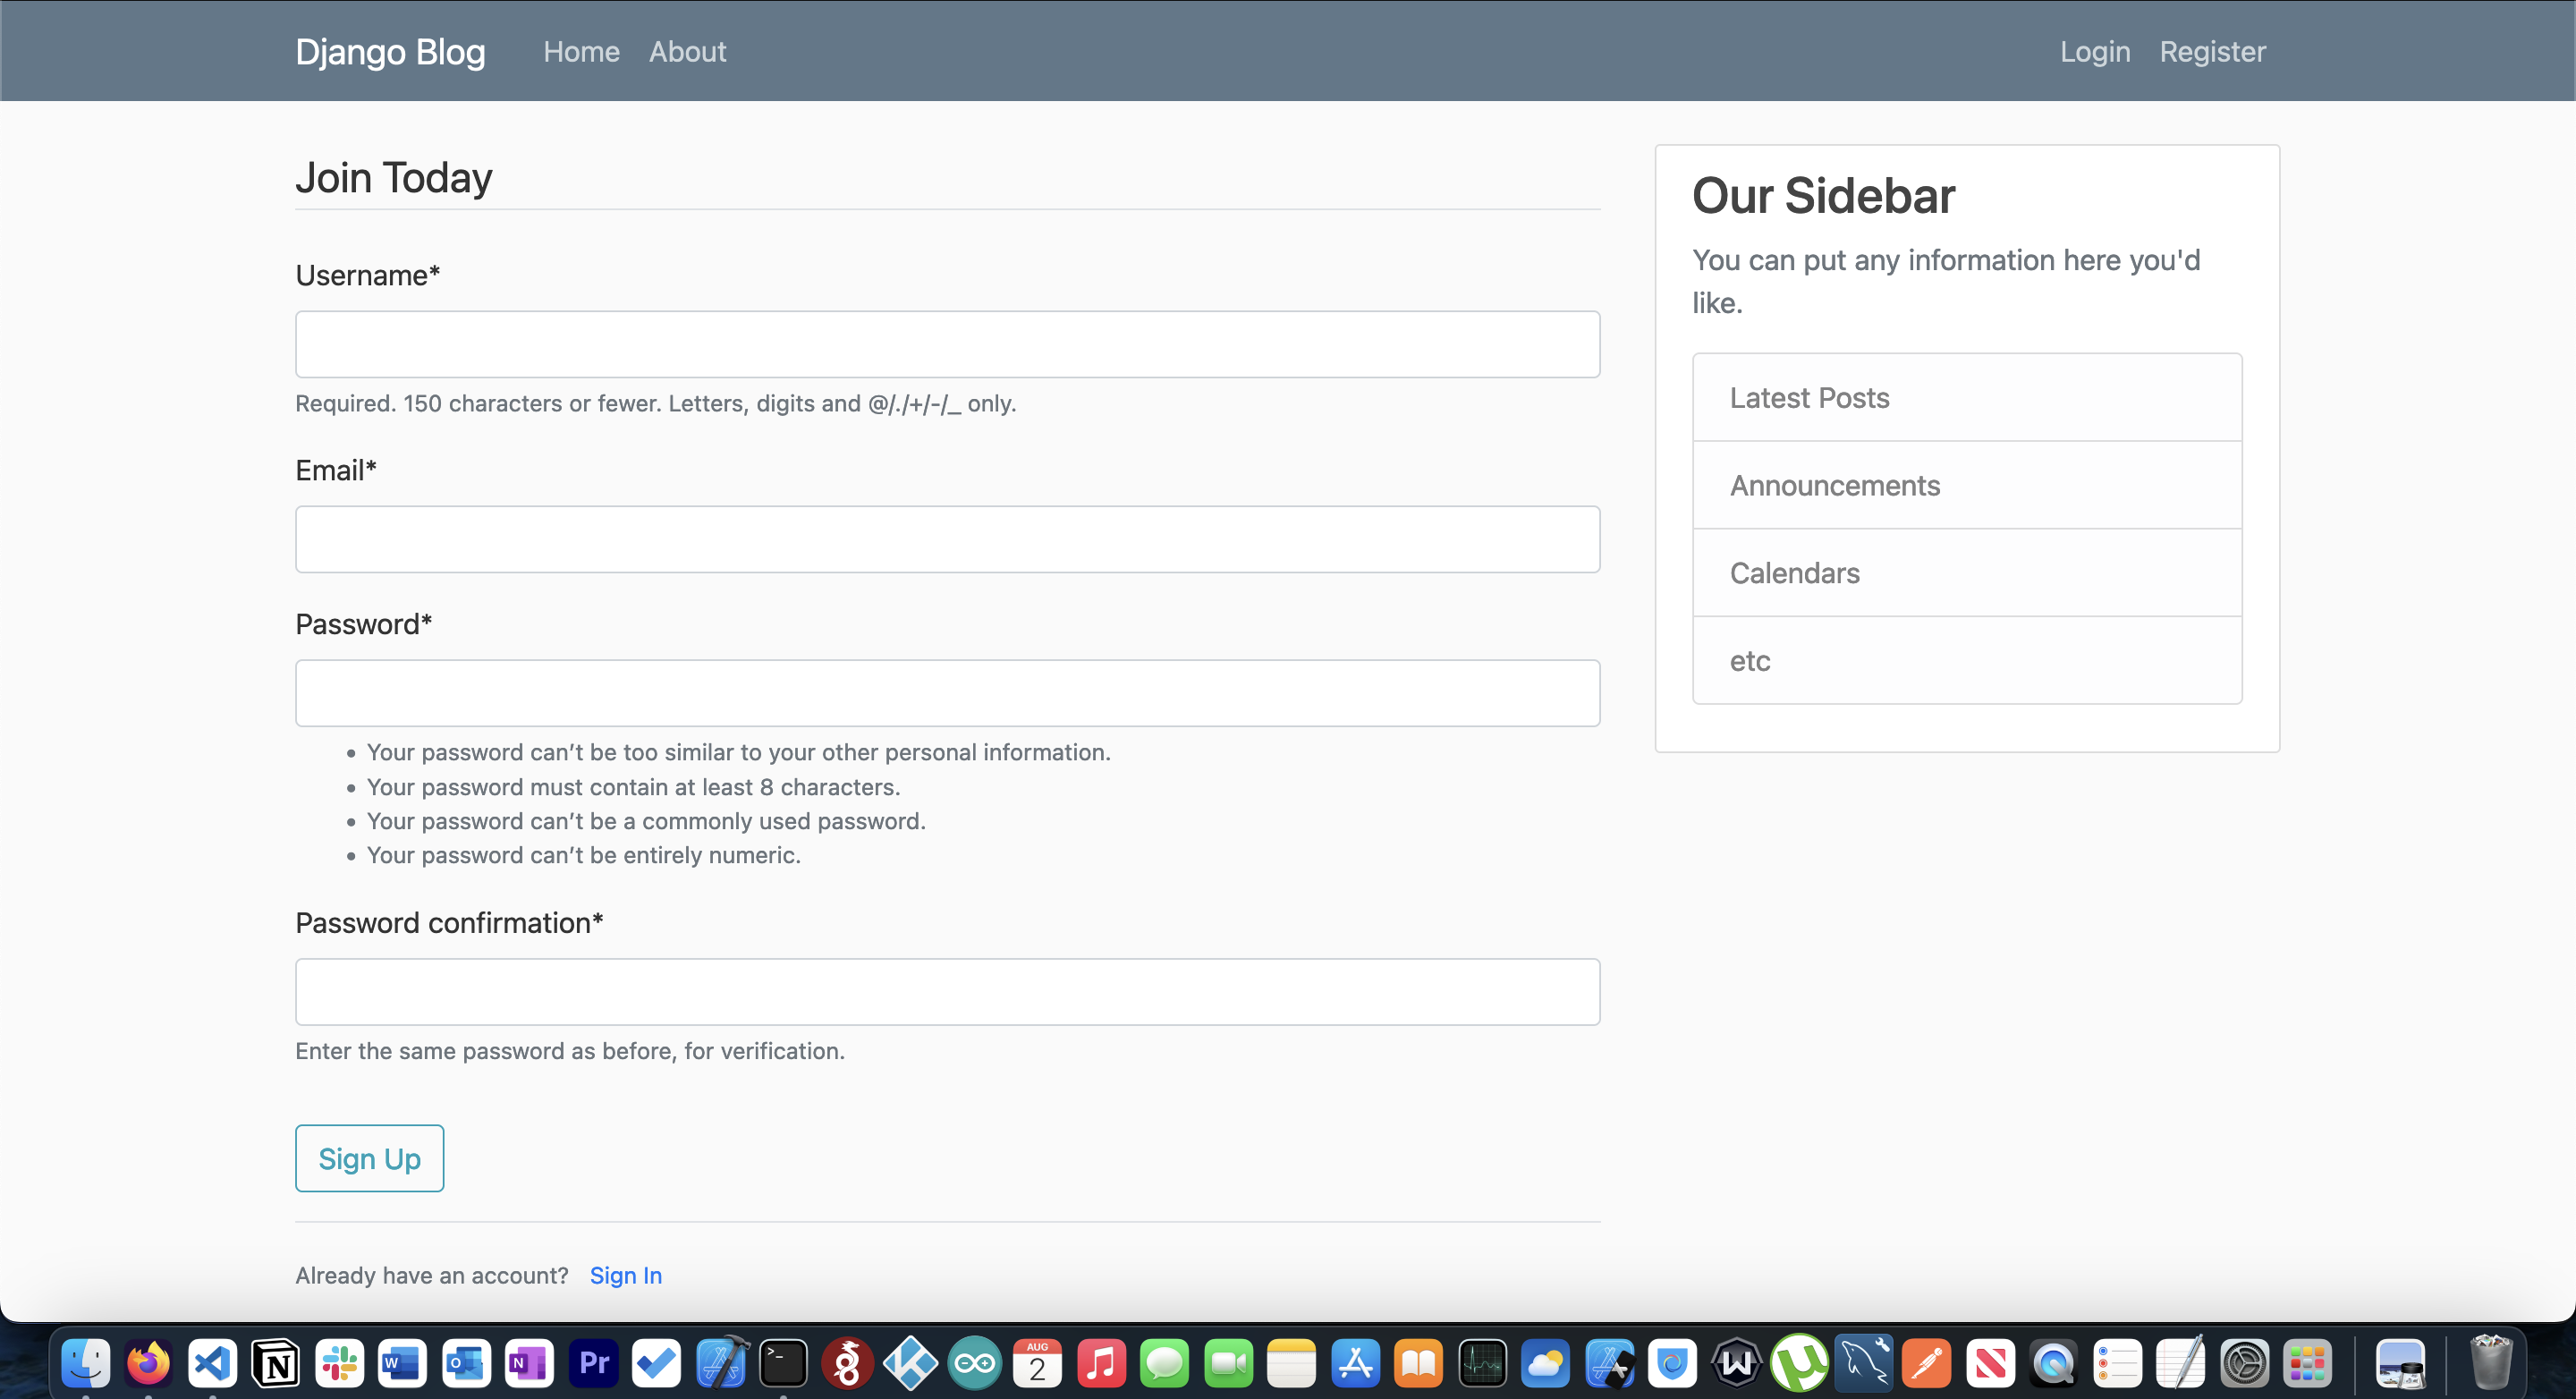 Django Blog Home About Login Register
Join Today
Username*
Required. 150 characters or fewer. Letters, digits and @/./+/-/_ only.
Email*
Password*
Your password can’t be too similar to your other personal information.
Your password must contain at least 8 characters.
Your password can’t be a commonly used password.
Your password can’t be entirely numeric.
Password confirmation*
Enter the same password as before, for verification.
Sign Up
Already have an account? Sign In
Our Sidebar
You can put any information here you'd
like.
Latest Posts
Announcements
Calendars
etc
N W O N Pr >_ AUG 2 W